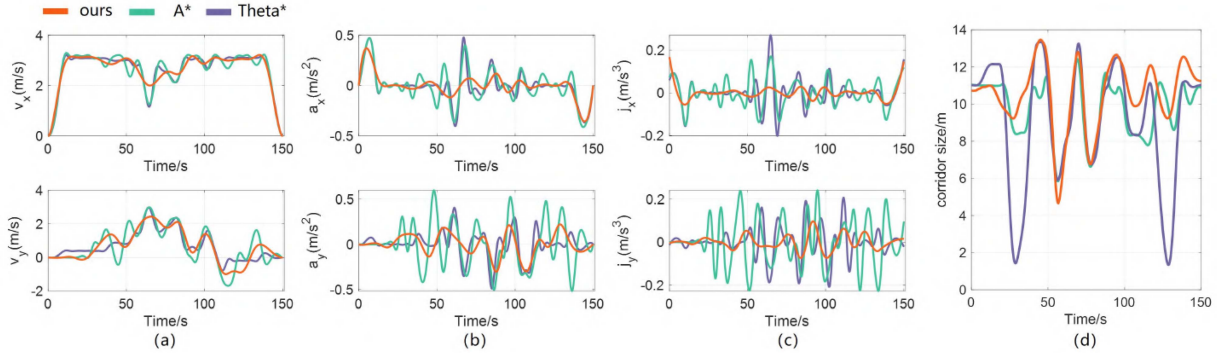 ours A* Theta*
4
2
0
v_x(m/s)
0 50 100 150
Time/s
4
2
0
-2
v_y(m/s)
0 50 100 150
Time/s
(a)
0.5
0
-0.5
a_x(m/s²)
0 50 100 150
Time/s
0.5
0
-0.5
a_y(m/s²)
0 50 100 150
Time/s
(b)
0.2
0
-0.2
j_x(m/s³)
0 50 100 150
Time/s
0.2
0
-0.2
j_y(m/s³)
0 50 100 150
Time/s
(c)
14
12
10
8
6
4
2
0
corridor size/m
0 50 100 150
Time/s
(d)